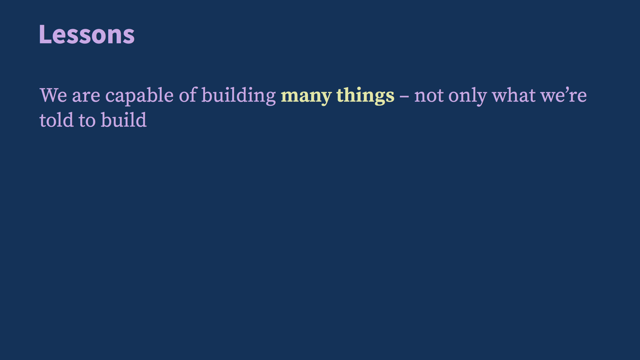 Lessons
We are capable of building many things – not only what we’re
told to build